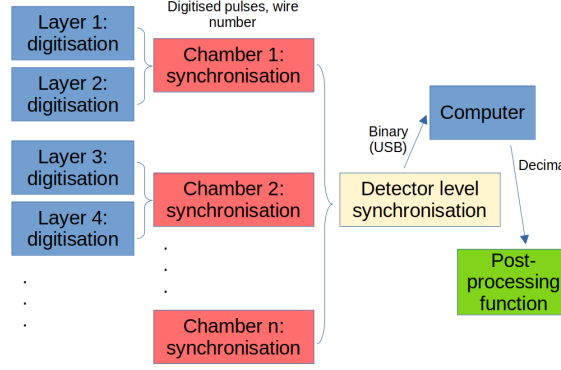 Digitised pulses, wire
number
Layer 1:
digitisation
Layer 2:
digitisation
Chamber 1:
synchronisation
Layer 3:
digitisation
Layer 4:
digitisation
Chamber 2:
synchronisation
Chamber n:
synchronisation
Detector level
synchronisation
Binary
(USB)
Computer
Decima
Post-
processing
function